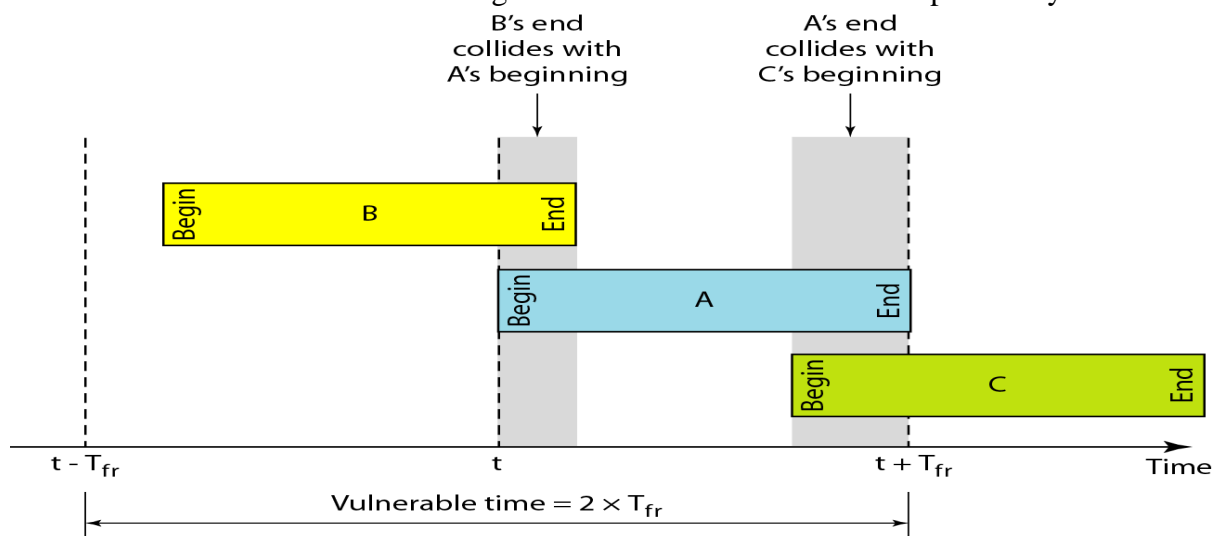 B's end
collides with
A's beginning
A's end
collides with
C's beginning
Begin B End
Begin A End
Begin C End
t - Tfr t t + Tfr Time
Vulnerable time = 2 × Tfr